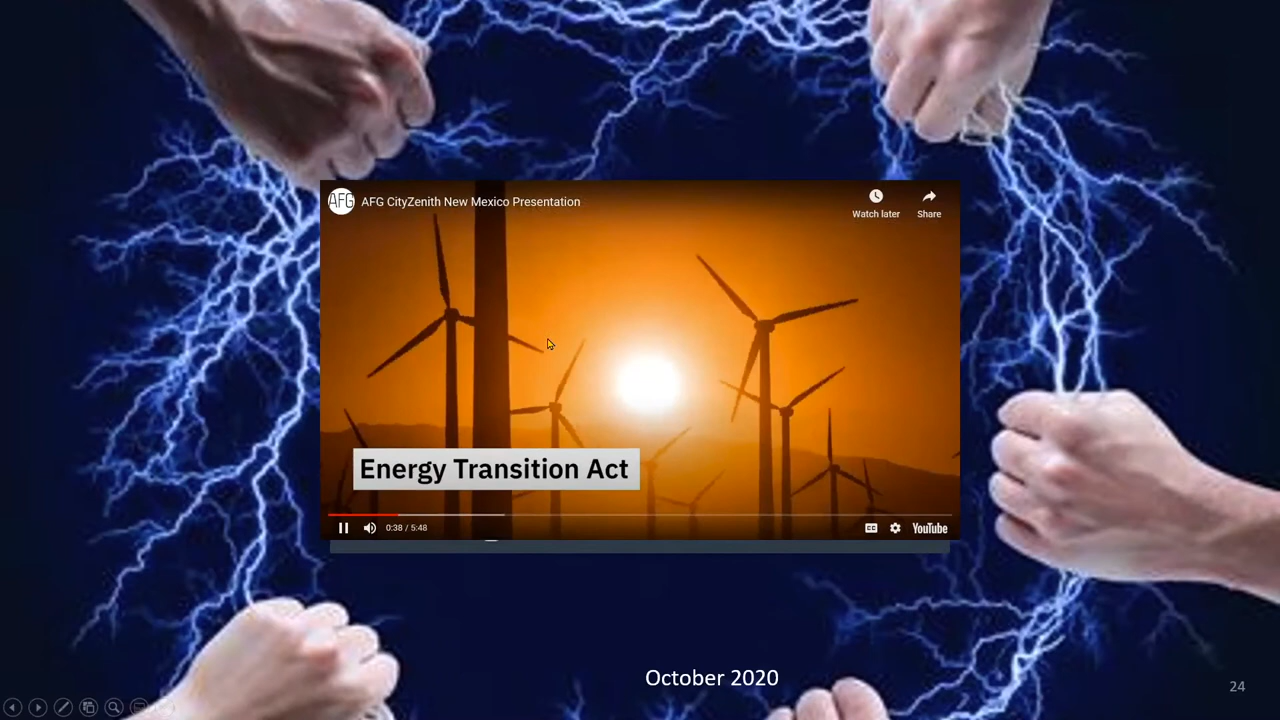 AFG
AFG CityZenith New Mexico Presentation
Watch later
Share
Energy Transition Act
0:38 / 5:48
CC
YouTube
October 2020
24